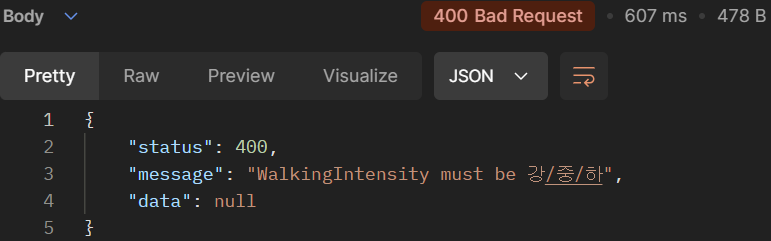 Body 400 Bad Request • 607 ms • 478 B
Pretty Raw Preview Visualize JSON
1 {
2 "status": 400,
3 "message": "WalkingIntensity must be 강/중/하",
4 "data": null
5 }